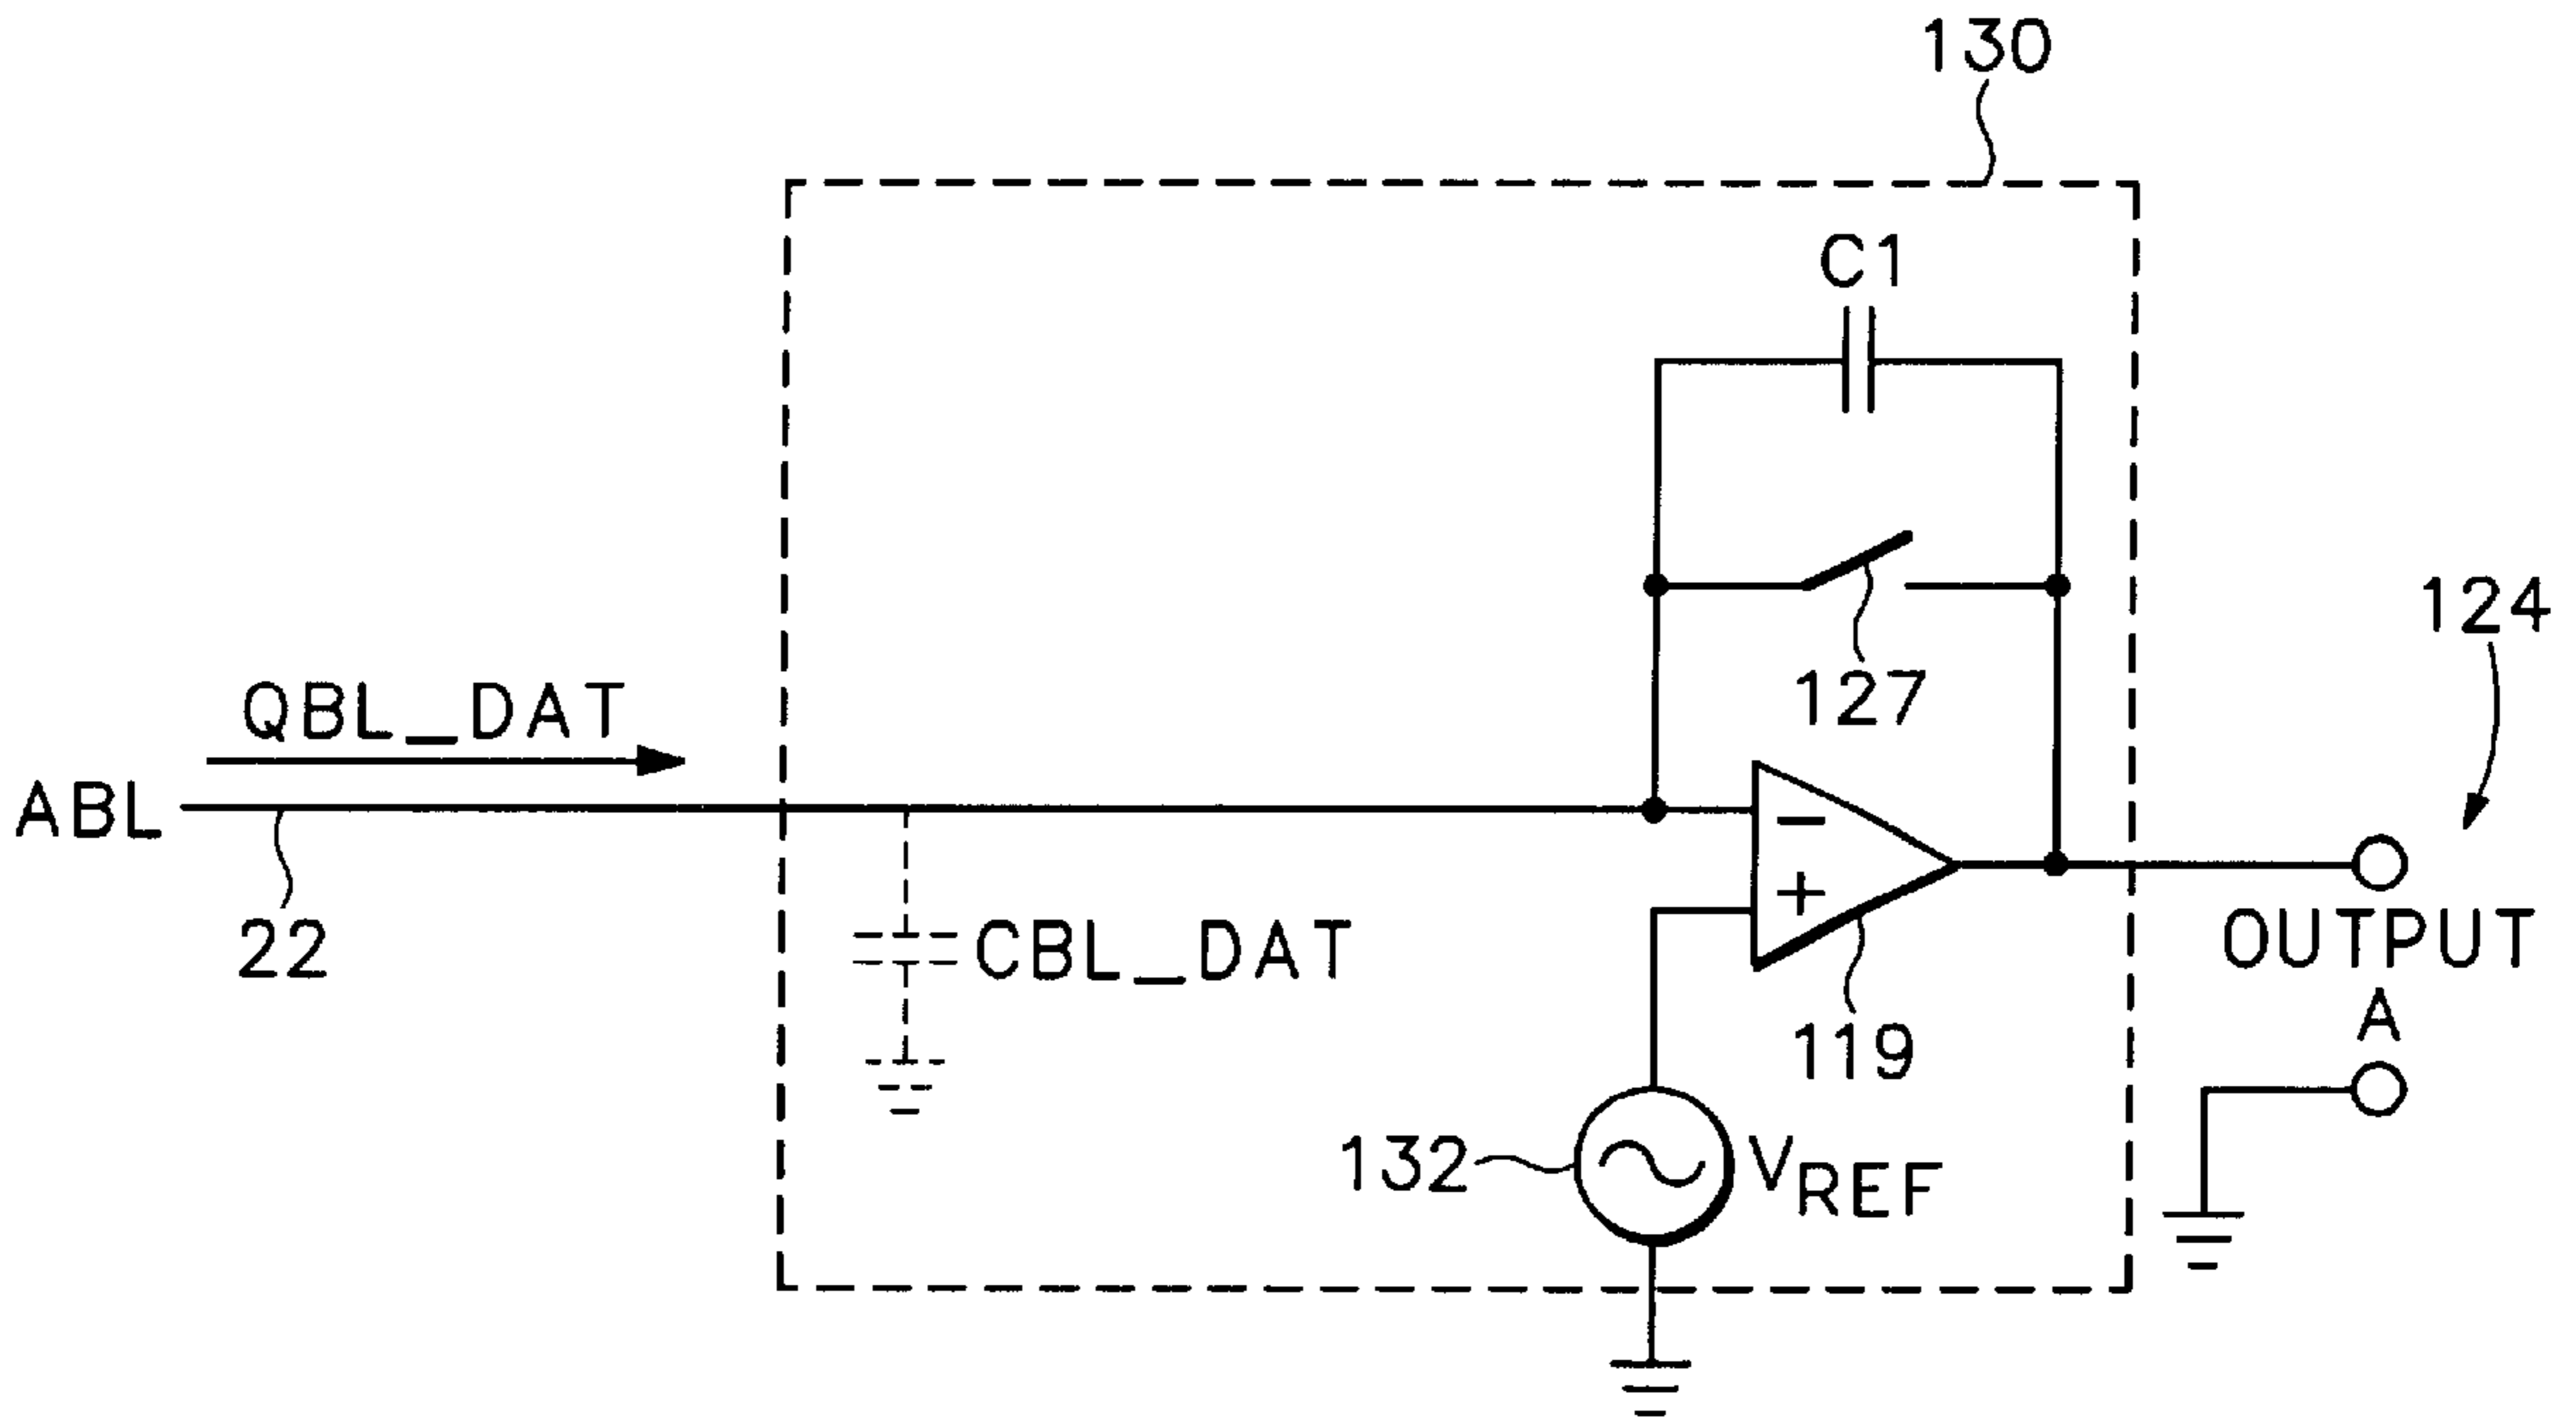 130
C1
127
124
QBL_DAT
ABL
22
CBL_DAT
−
+
119
OUTPUT
A
132
VREF